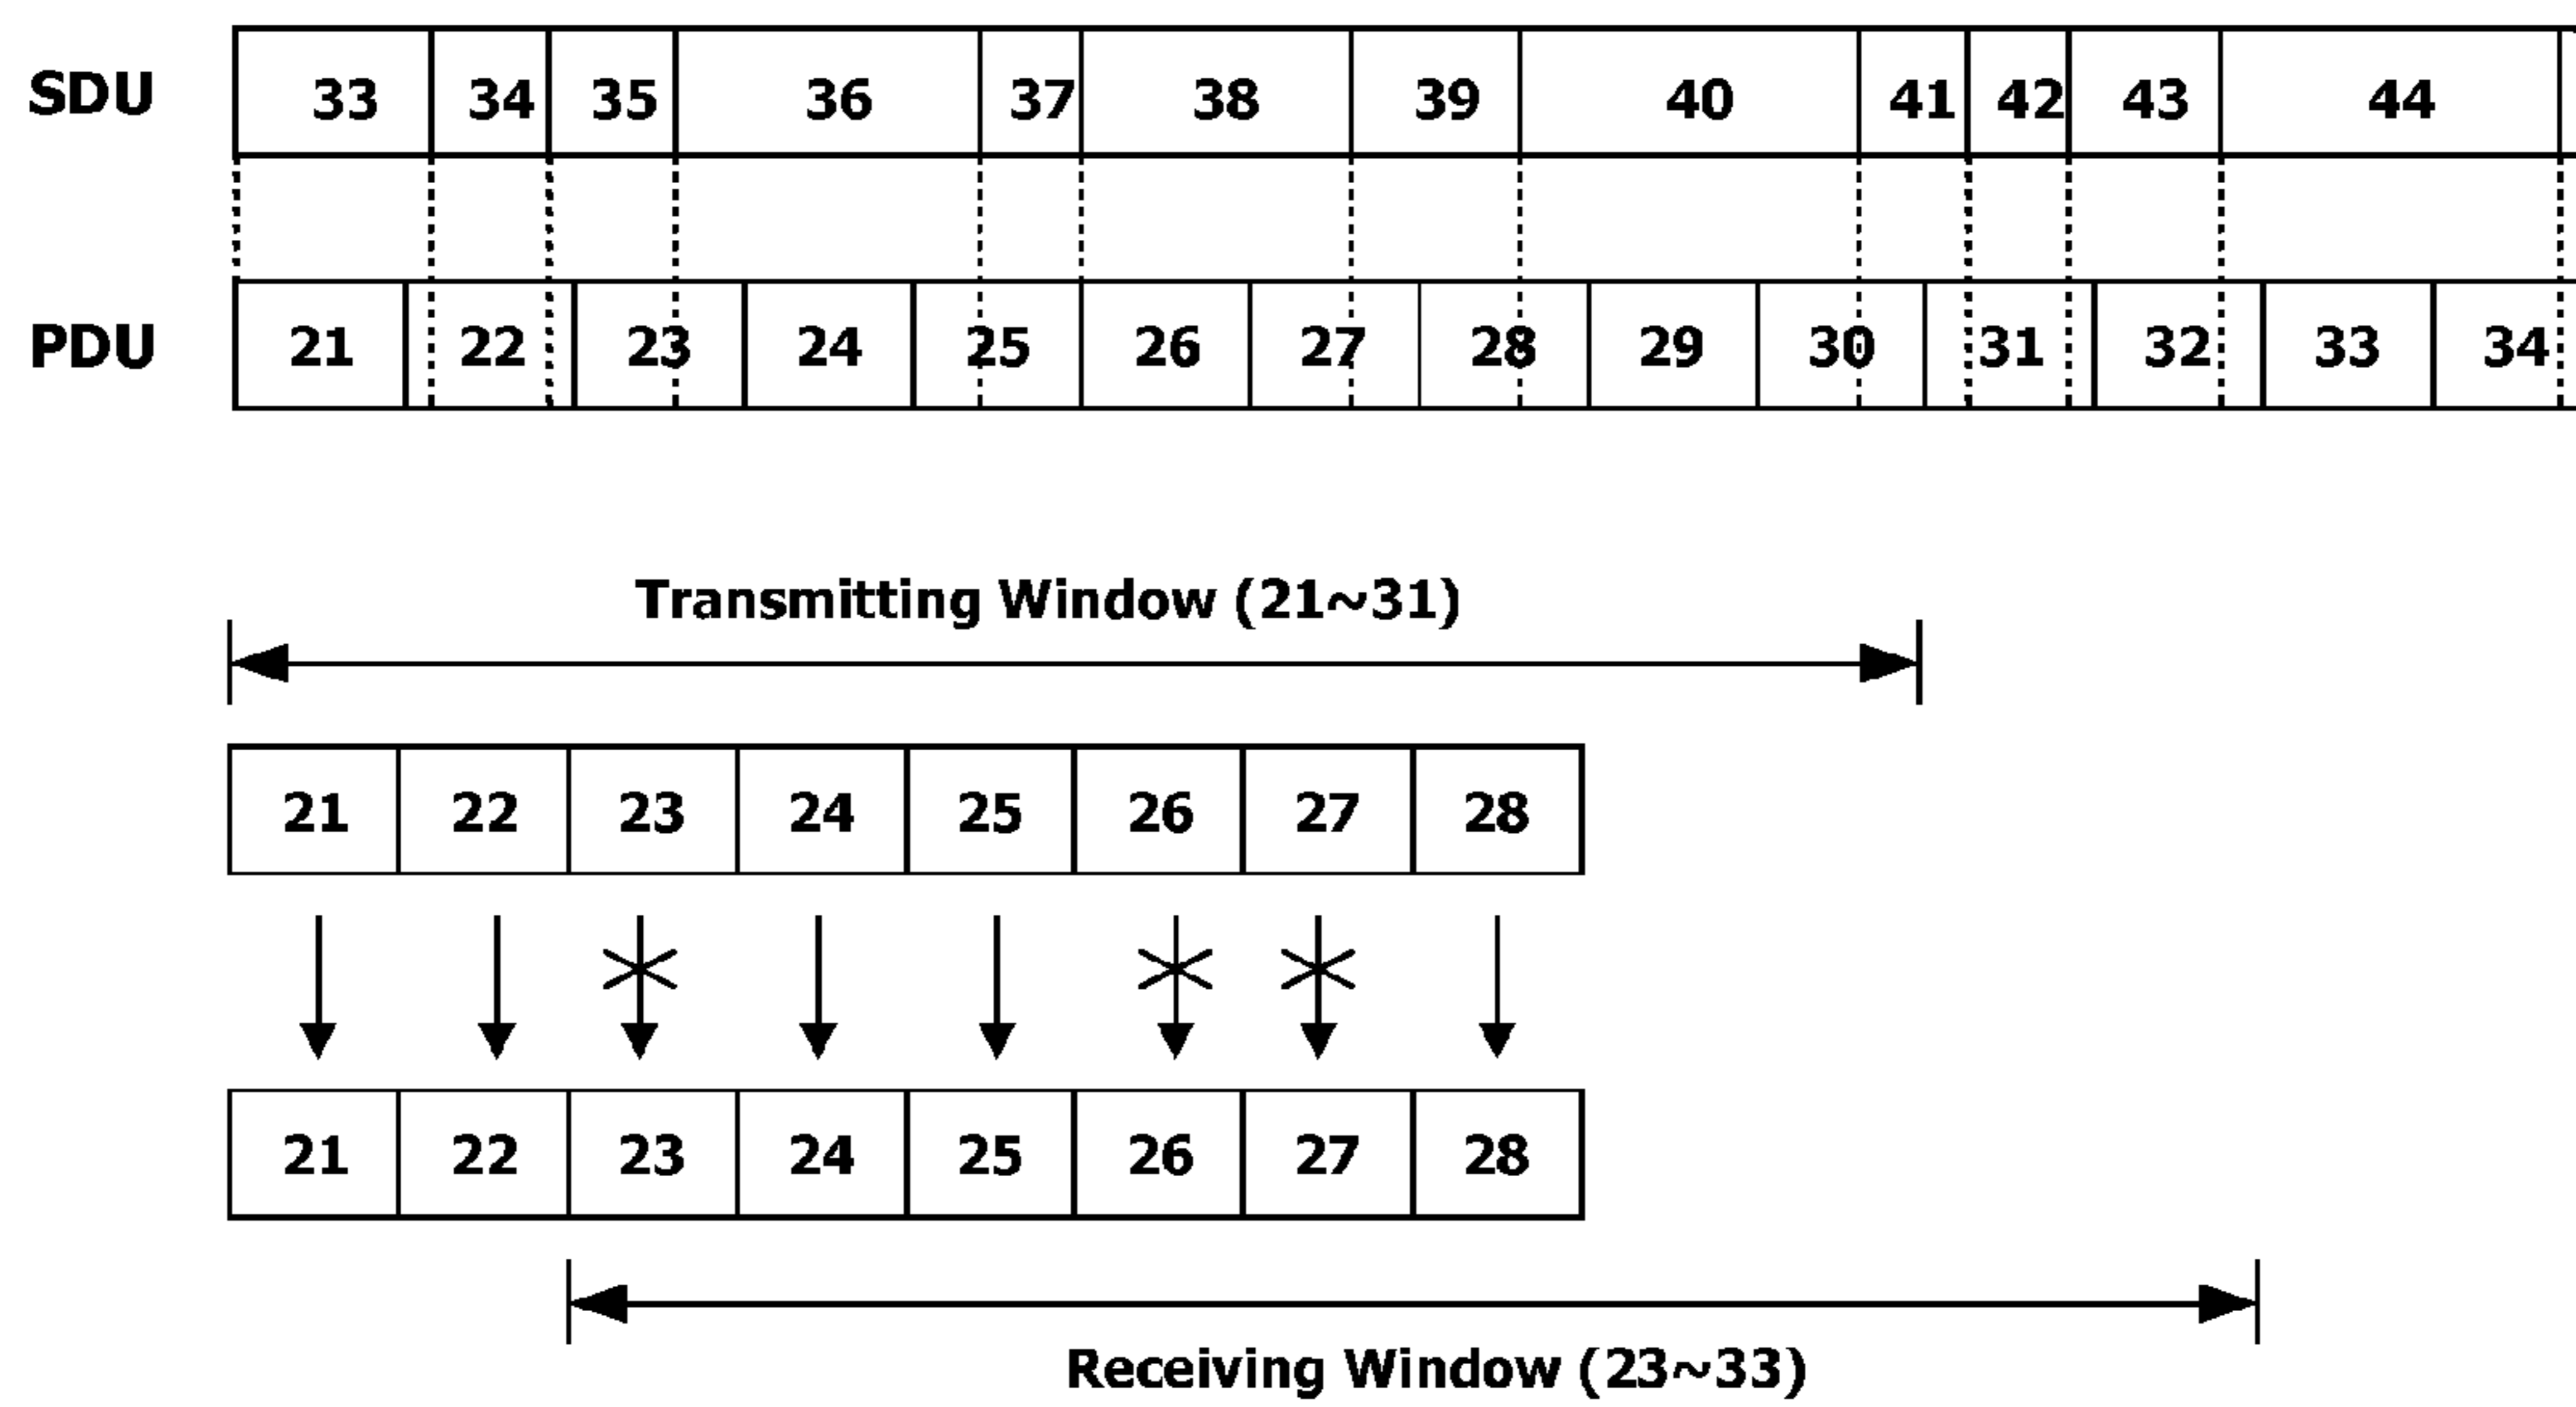 SDU 33 34 35 36 37 38 39 40 41 42 43 44
PDU 21 22 23 24 25 26 27 28 29 30 31 32 33 34
Transmitting Window (21~31)
21 22 23 24 25 26 27 28
21 22 23 24 25 26 27 28
Receiving Window (23~33)